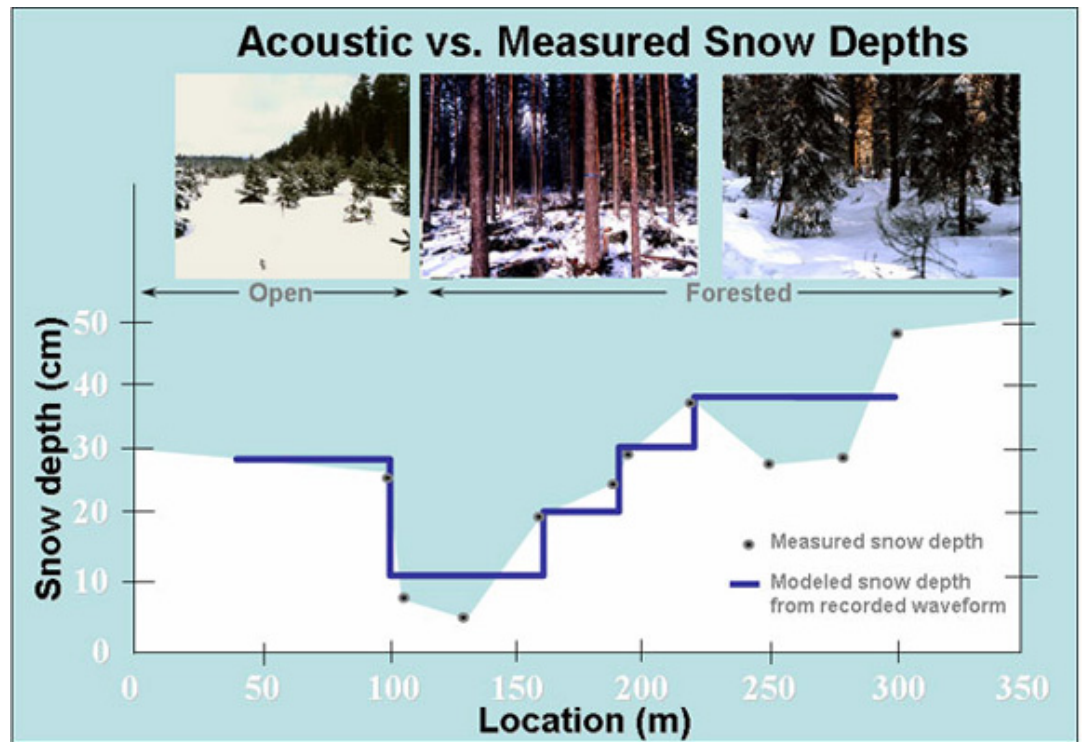 Acoustic vs. Measured Snow Depths
Open
Forested
Snow depth (cm)
50
40
30
20
10
0
Measured snow depth
Modeled snow depth
from recorded waveform
0 50 100 150 200 250 300 350
Location (m)